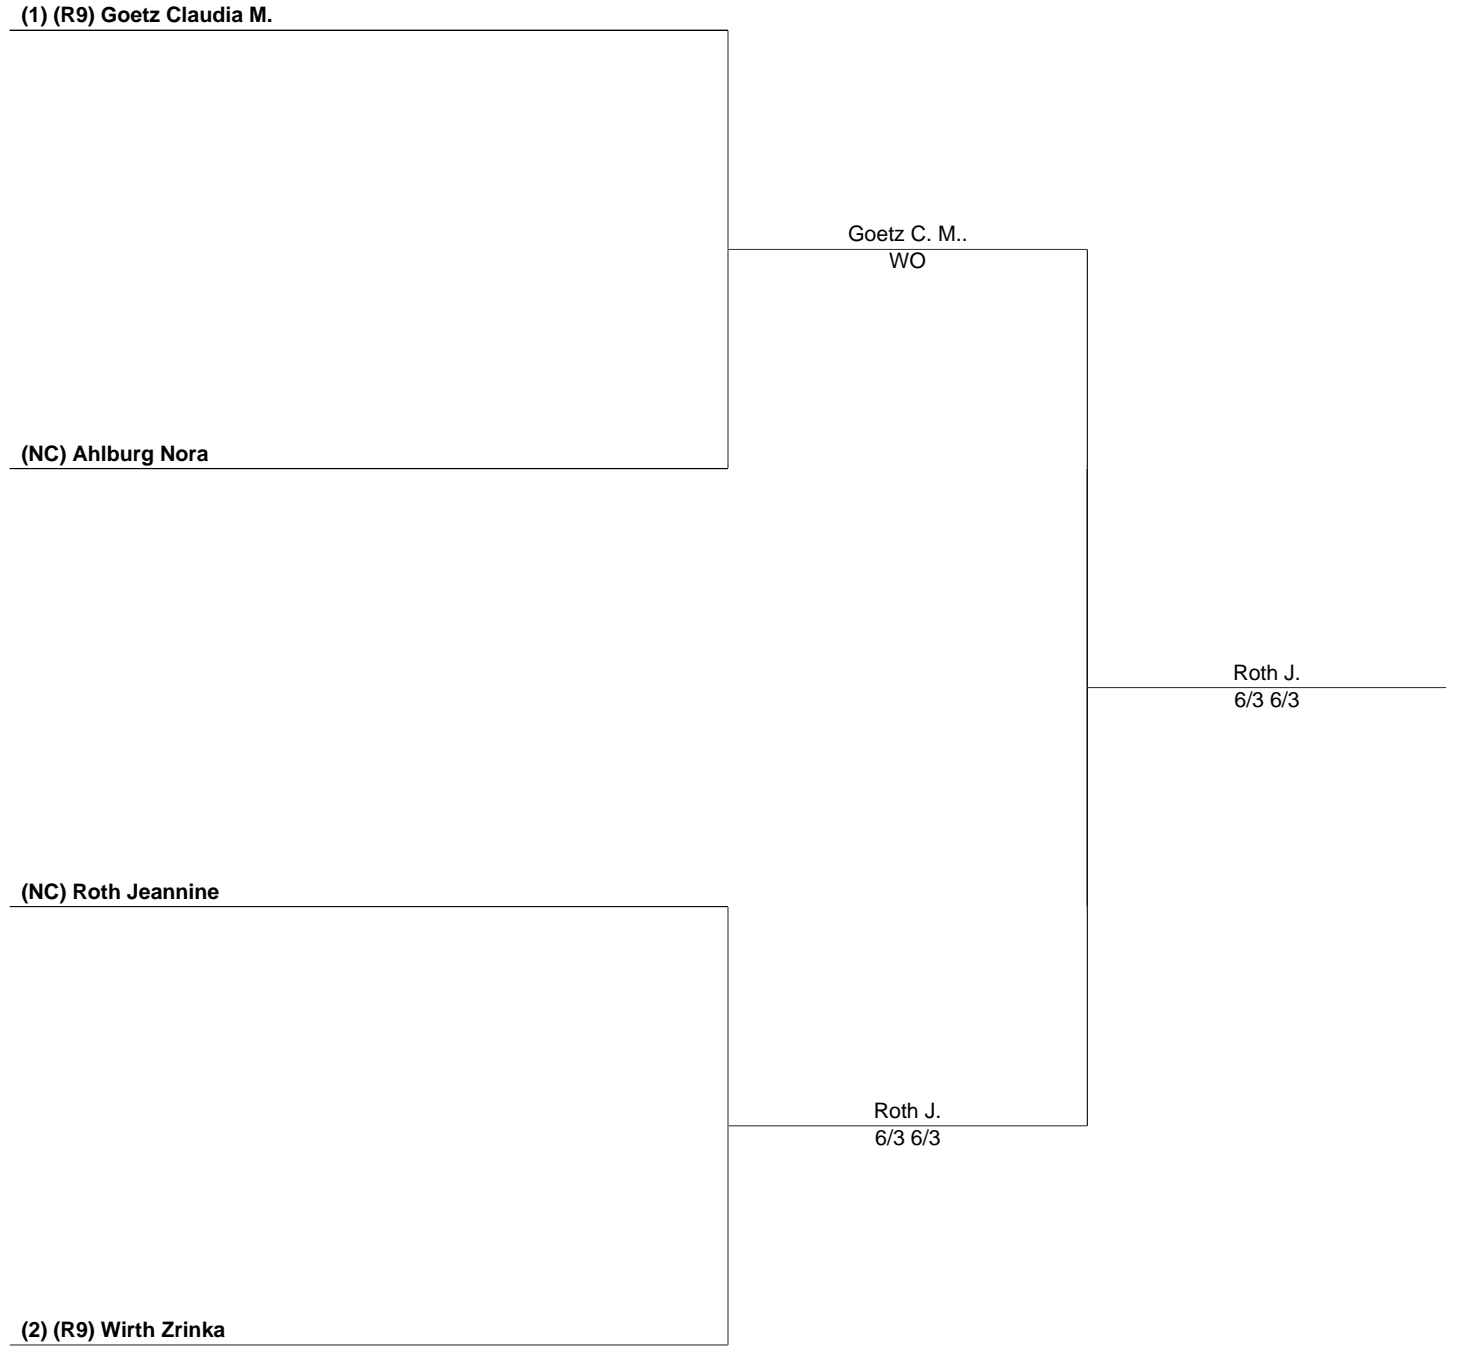 (1) (R9) Goetz Claudia M.
Goetz C. M..
WO
(NC) Ahlburg Nora
Roth J.
6/3 6/3
(NC) Roth Jeannine
Roth J.
6/3 6/3
(2) (R9) Wirth Zrinka